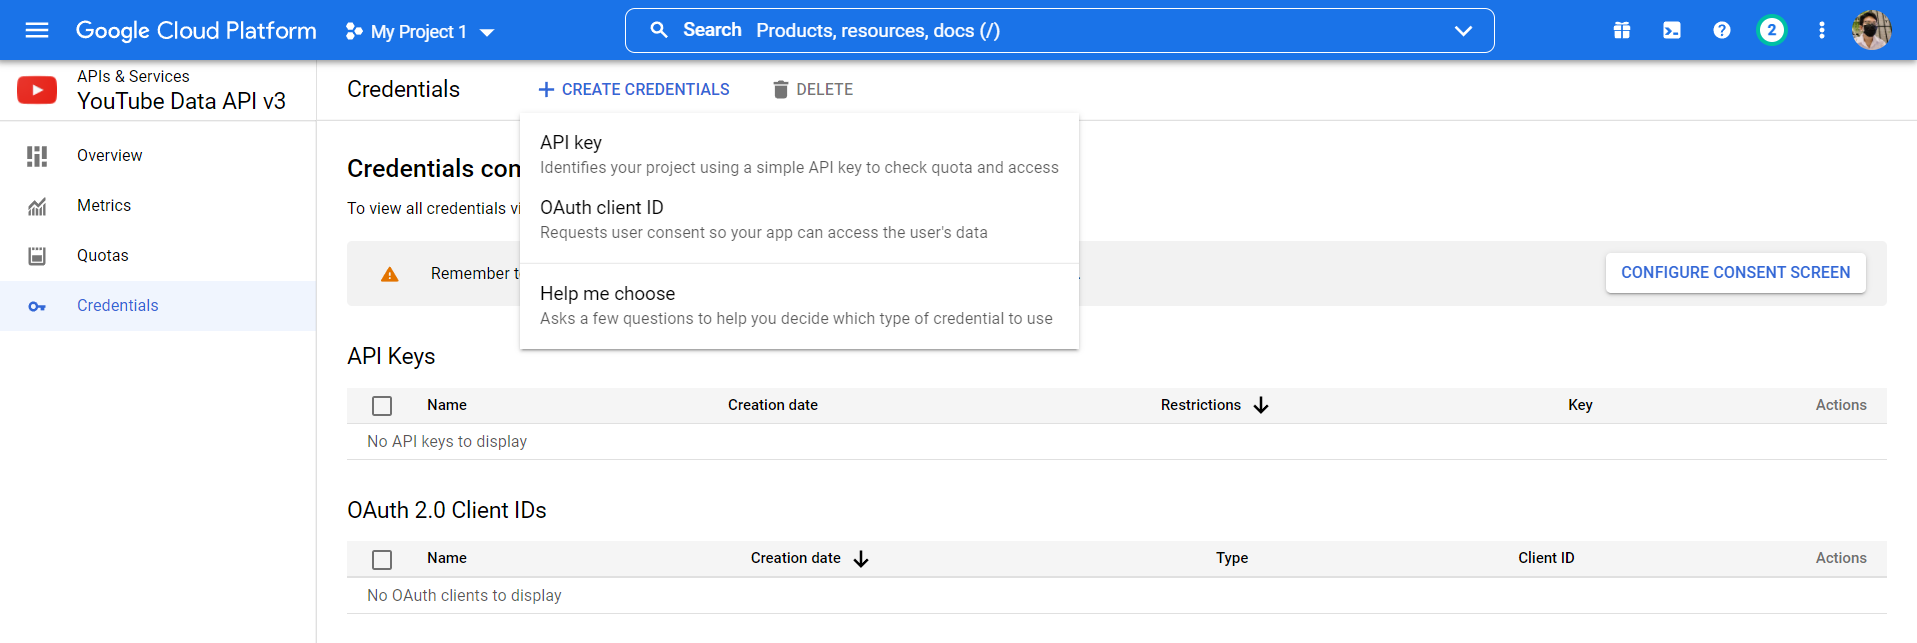 Google Cloud Platform
My Project 1
Search Products, resources, docs (/)
2
APIs & Services
YouTube Data API v3
Overview
Metrics
Quotas
Credentials
Credentials
CREATE CREDENTIALS
DELETE
API key
Identifies your project using a simple API key to check quota and access
OAuth client ID
Requests user consent so your app can access the user's data
Help me choose
Asks a few questions to help you decide which type of credential to use
Credentials
To view all credentials
Remember
CONFIGURE CONSENT SCREEN
API Keys
Name Creation date Restrictions Key Actions
No API keys to display
OAuth 2.0 Client IDs
Name Creation date Type Client ID Actions
No OAuth clients to display